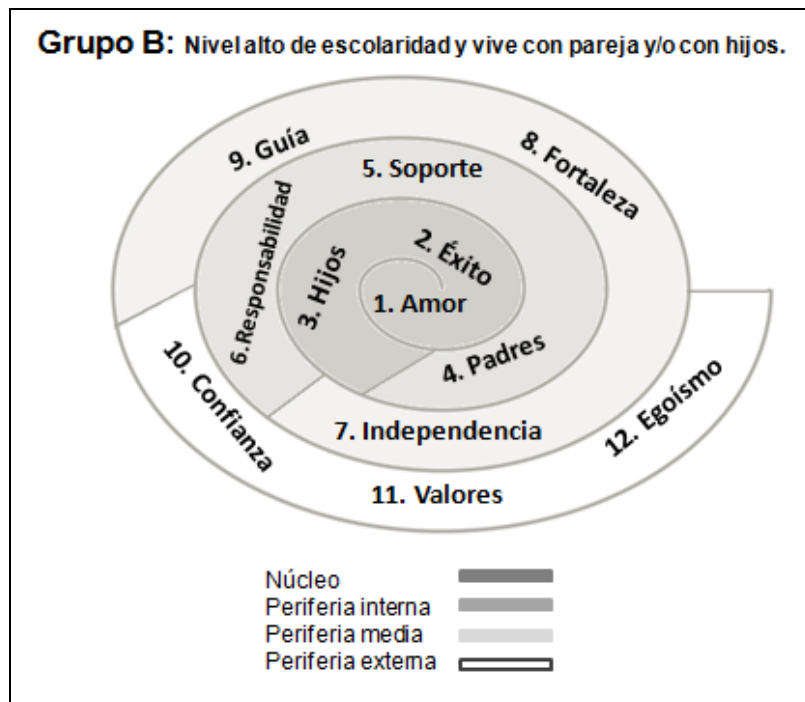 Grupo B: Nivel alto de escolaridad y vive con pareja y/o con hijos.
9. Guía
8. Fortaleza
5. Soporte
6.Responsabilidad
2. Éxito
3. Hijos
1. Amor
4. Padres
10. Confianza
7. Independencia
12. Egoísmo
11. Valores
Núcleo
Periferia interna
Periferia media
Periferia externa